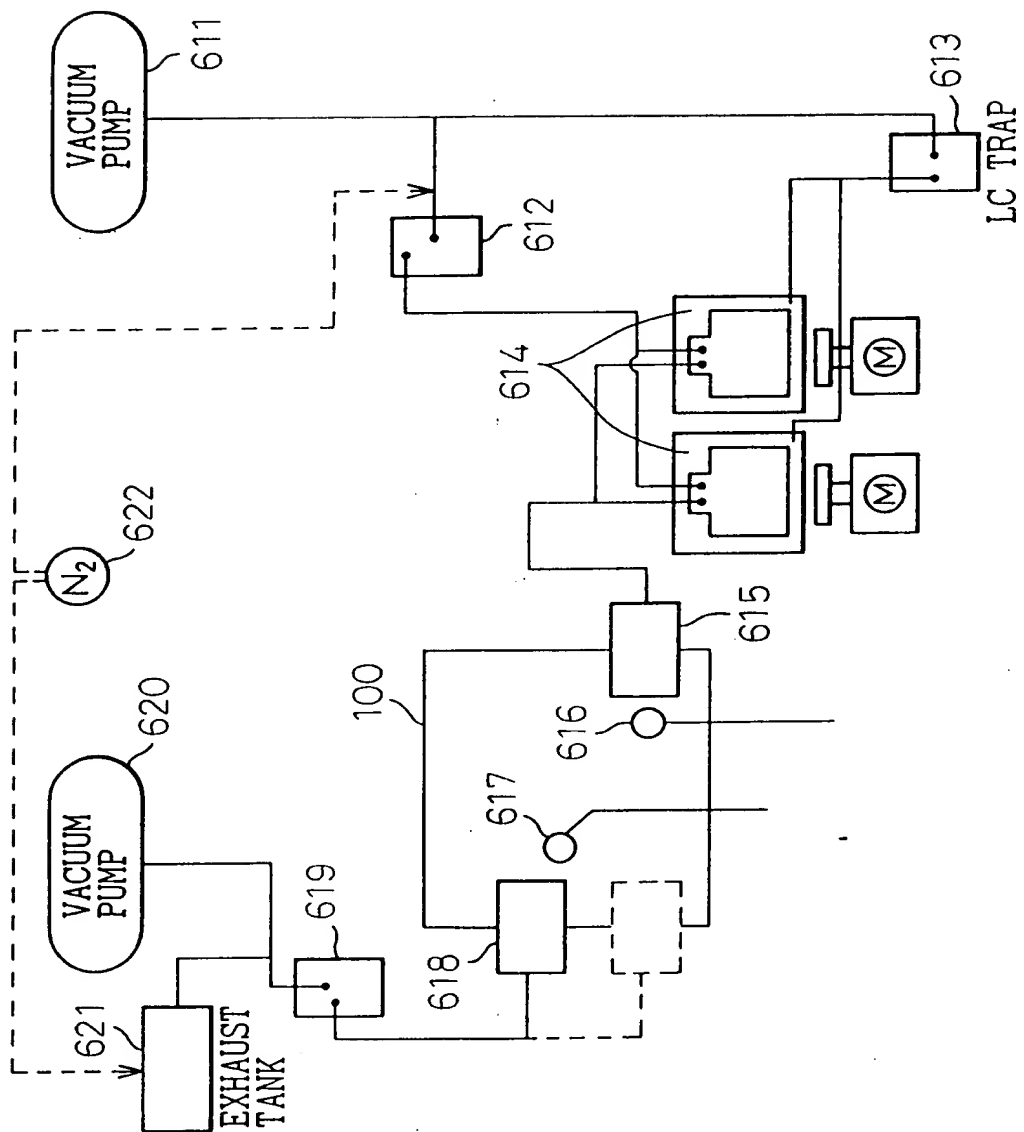 VACUUM
PUMP
611
613
LC TRAP
612
614
M
M
N2
622
615
100
616
617
620
VACUUM
PUMP
619
618
621
EXHAUST
TANK